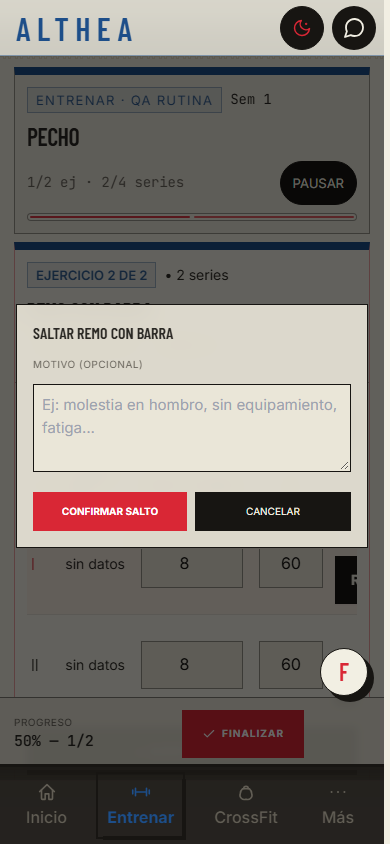 ALTHEA
ENTRENAR · QA RUTINA Sem 1
PECHO
1/2 ej · 2/4 series
PAUSAR
EJERCICIO 2 DE 2 • 2 series
SALTAR REMO CON BARRA
MOTIVO (OPCIONAL)
Ej: molestia en hombro, sin equipamiento,
fatiga...
CONFIRMAR SALTO CANCELAR
I sin datos 8 60 R
II sin datos 8 60
F
PROGRESO
50% — 1/2
FINALIZAR
Inicio Entrenar CrossFit Más